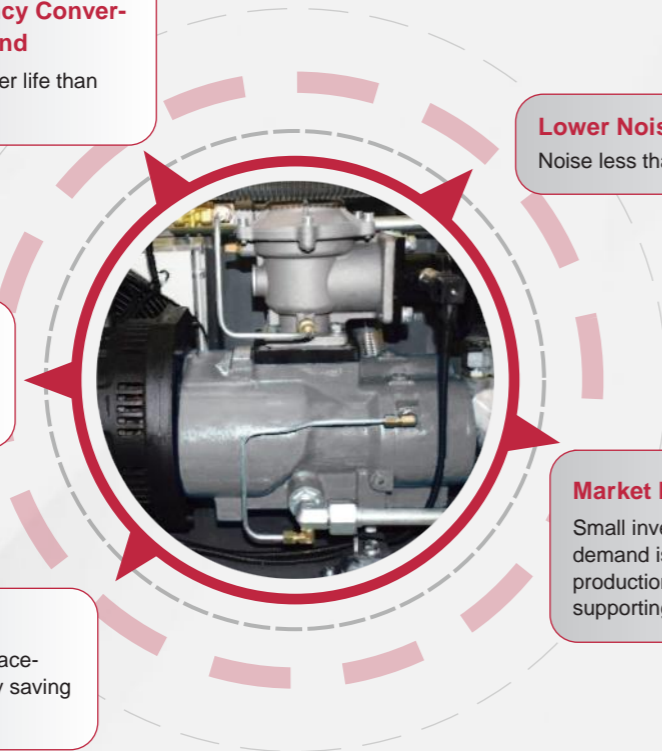 cy Conver-
nd
er life than
Lower Nois
Noise less tha
Market
Small inve
demand is
production
supporting
ace-
y saving